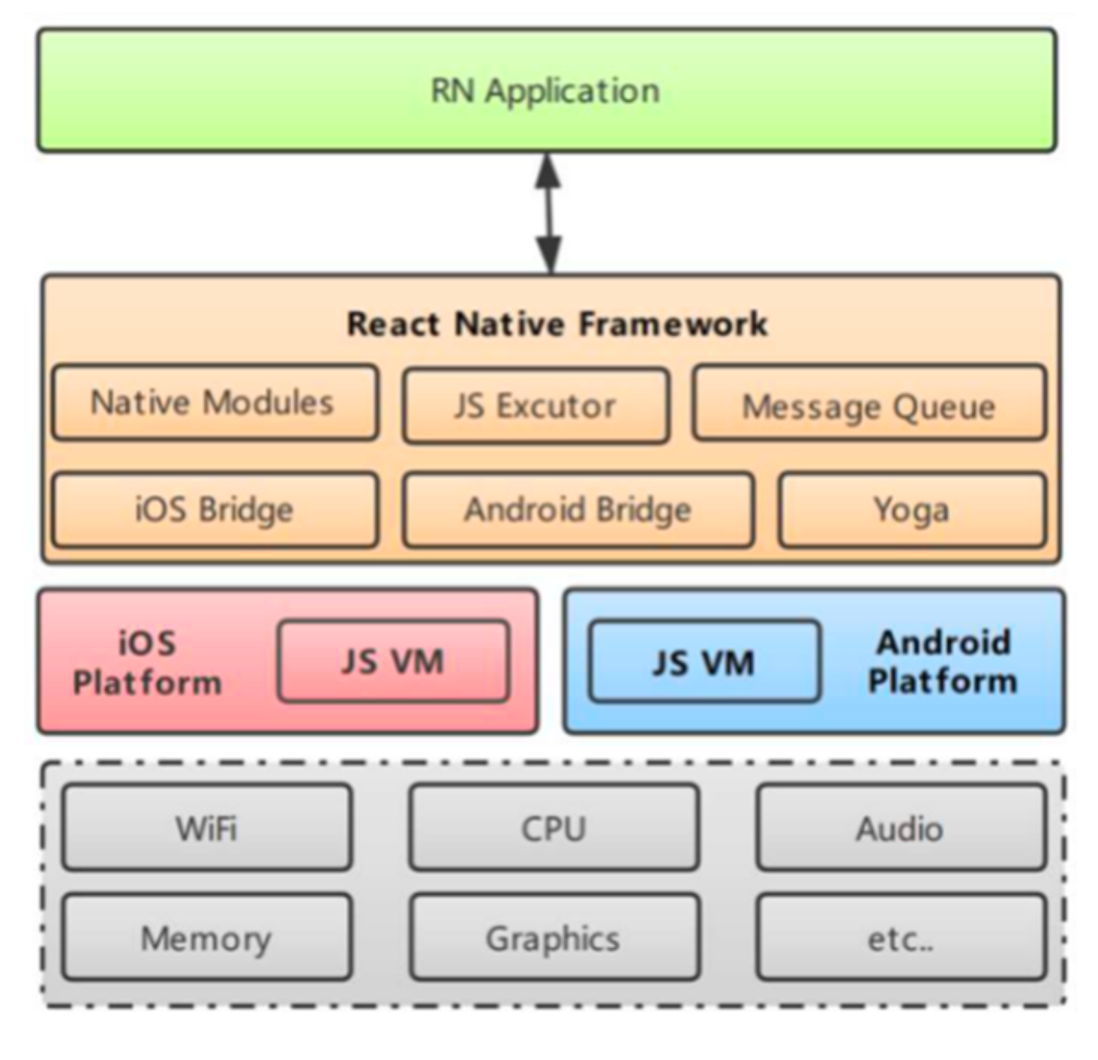 RN Application
React Native Framework
Native Modules
JS Excutor
Message Queue
iOS Bridge
Android Bridge
Yoga
iOS
Platform
JS VM
JS VM
Android
Platform
WiFi
CPU
Audio
Memory
Graphics
etc..